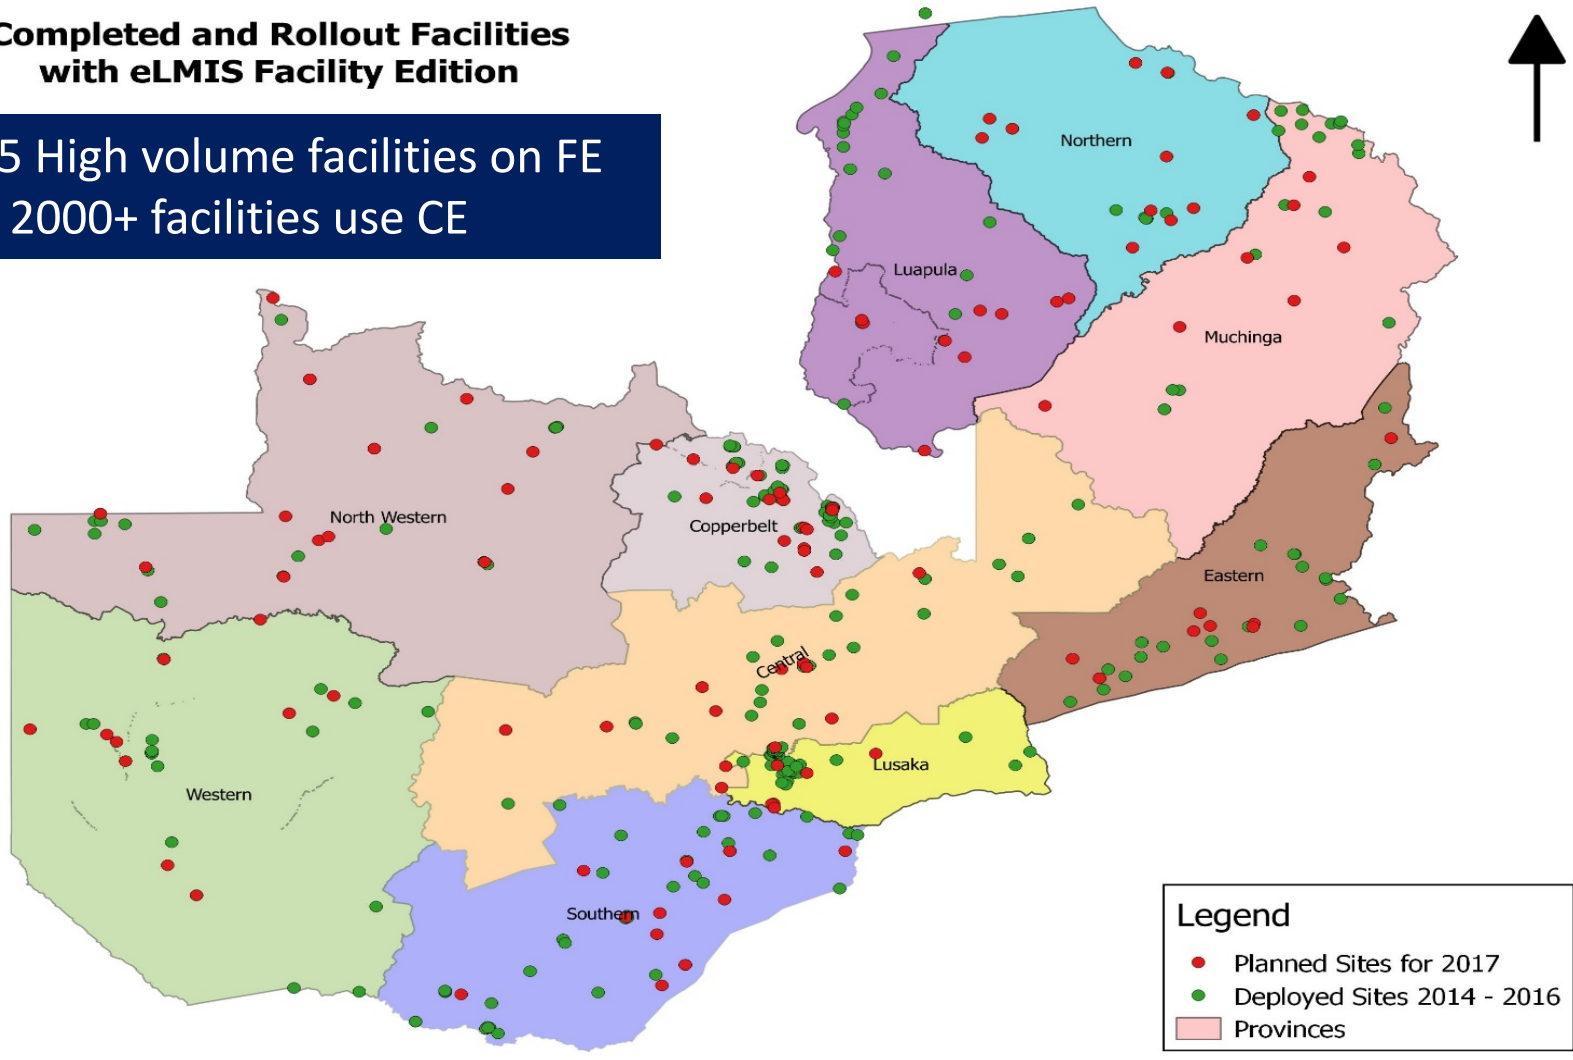 Completed and Rollout Facilities
with eLMIS Facility Edition
5 High volume facilities on FE
2000+ facilities use CE
Northern
Luapula
Muchinga
North Western
Copperbelt
Eastern
Central
Lusaka
Western
Southern
Legend
Planned Sites for 2017
Deployed Sites 2014 - 2016
Provinces